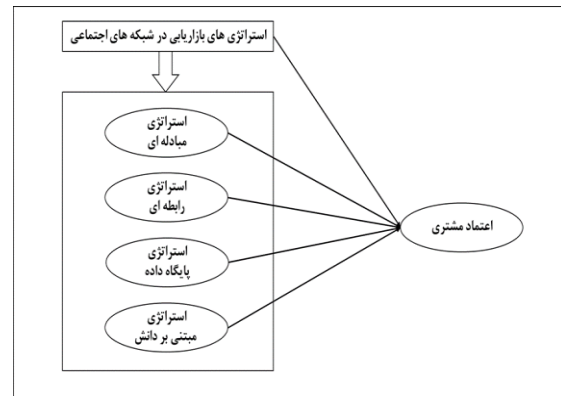 استراتژی های بازاریابی در شبکه های اجتماعی
استراتژی
مبادله ای
استراتژی
رابطه ای
استراتژی
پایگاه داده
استراتژی
مبتنی بر دانش
اعتماد مشتری